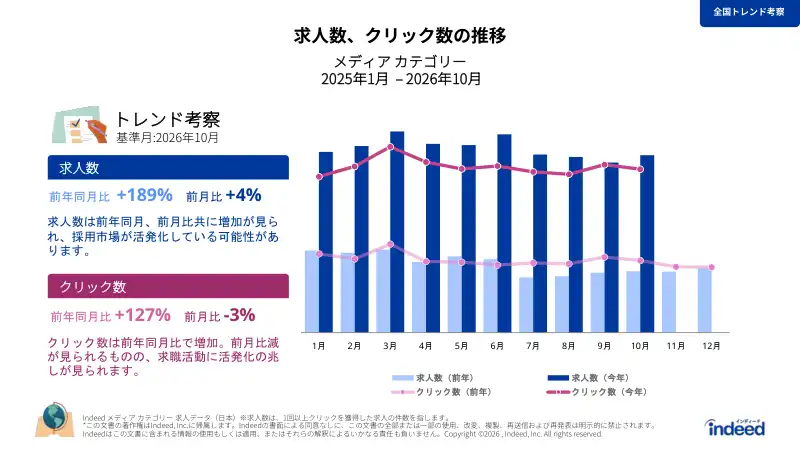 全国トレンド考察
求人数、クリック数の推移
メディア カテゴリー
2025年1月 – 2026年10月
トレンド考察
基準月:2026年10月
求人数
前年同月比 +189% 前月比 +4%
求人数は前年同月、前月比共に増加が見ら
れ、採用市場が活発化している可能性があ
ります。
クリック数
前年同月比 +127% 前月比 -3%
クリック数は前年同月比で増加。前月比減
が見られるものの、求職活動に活発化の兆
しが見られます。
1月 2月 3月 4月 5月 6月 7月 8月 9月 10月 11月 12月
求人数（前年） 求人数（今年）
クリック数（前年） クリック数（今年）
Indeed メディア カテゴリー 求人データ（日本）※求人数は、1回以上クリックを獲得した求人の件数を指します。
*この文書の著作権はIndeed, Inc.に帰属します。Indeedの書面による同意なしに、この文書の全部または一部の使用、改変、複製、再送信および再発表は明示的に禁止されます。
Indeedはこの文書に含まれる情報の使用もしくは適用、またはそれらの解釈によるいかなる責任も負いません。Copyright ©2026 , Indeed, Inc. All rights reserved.
インディード
indeed